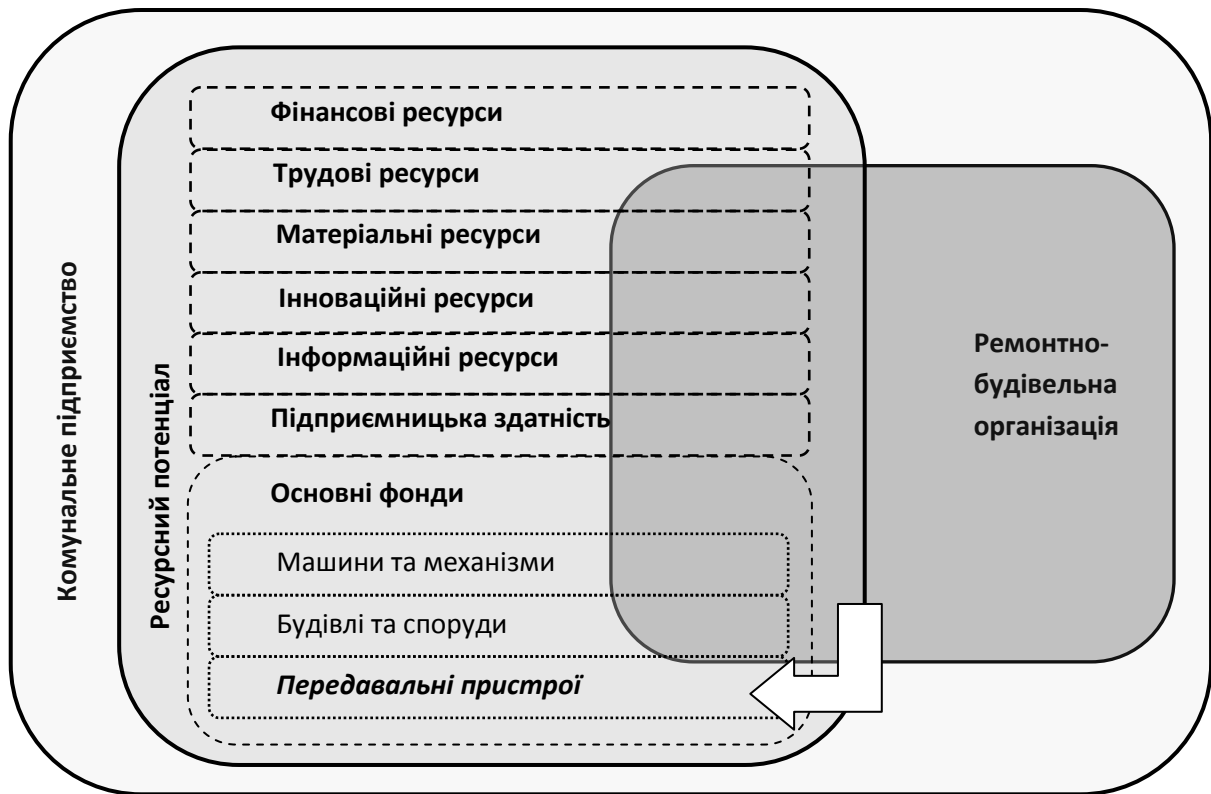 Комунальне підприємство
Ресурсний потенціал
Фінансові ресурси
Трудові ресурси
Матеріальні ресурси
Інноваційні ресурси
Інформаційні ресурси
Підприємницька здатність
Основні фонди
Машини та механізми
Будівлі та споруди
Передавальні пристрої
Ремонтно-
будівельна
організація